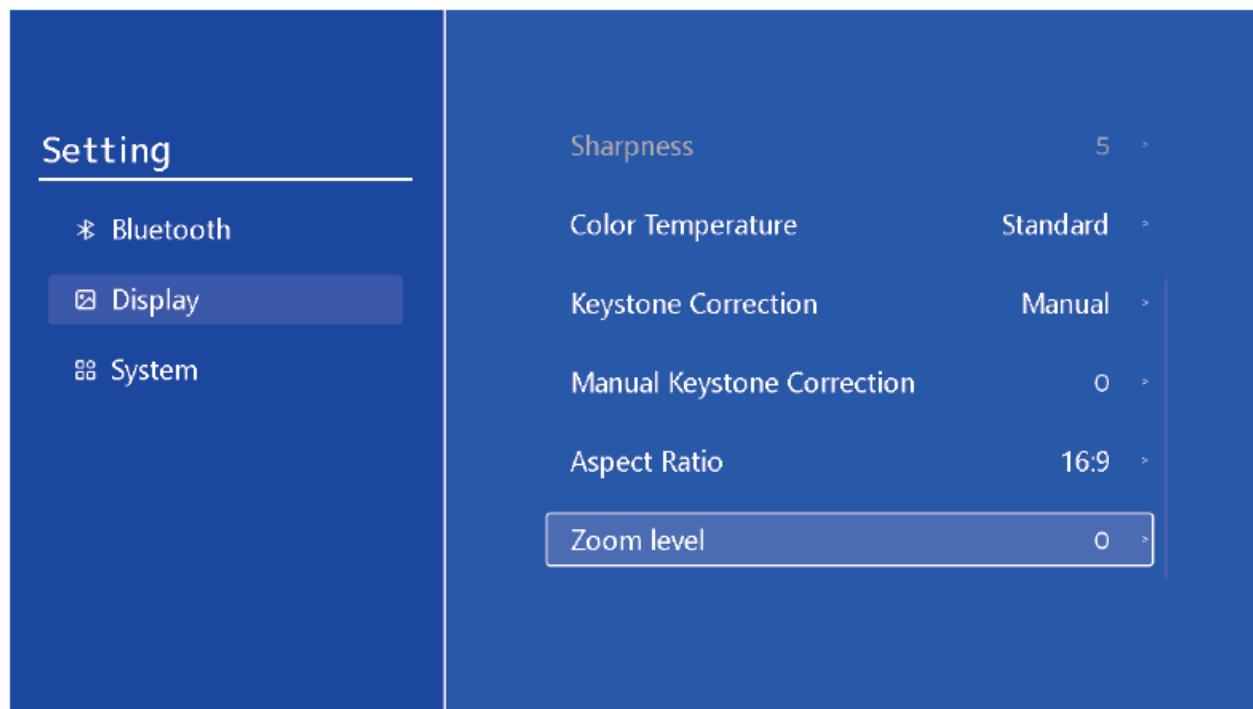 Setting
Bluetooth
Display
System
Sharpness 5 >
Color Temperature Standard >
Keystone Correction Manual >
Manual Keystone Correction 0 >
Aspect Ratio 16:9 >
Zoom level 0 >